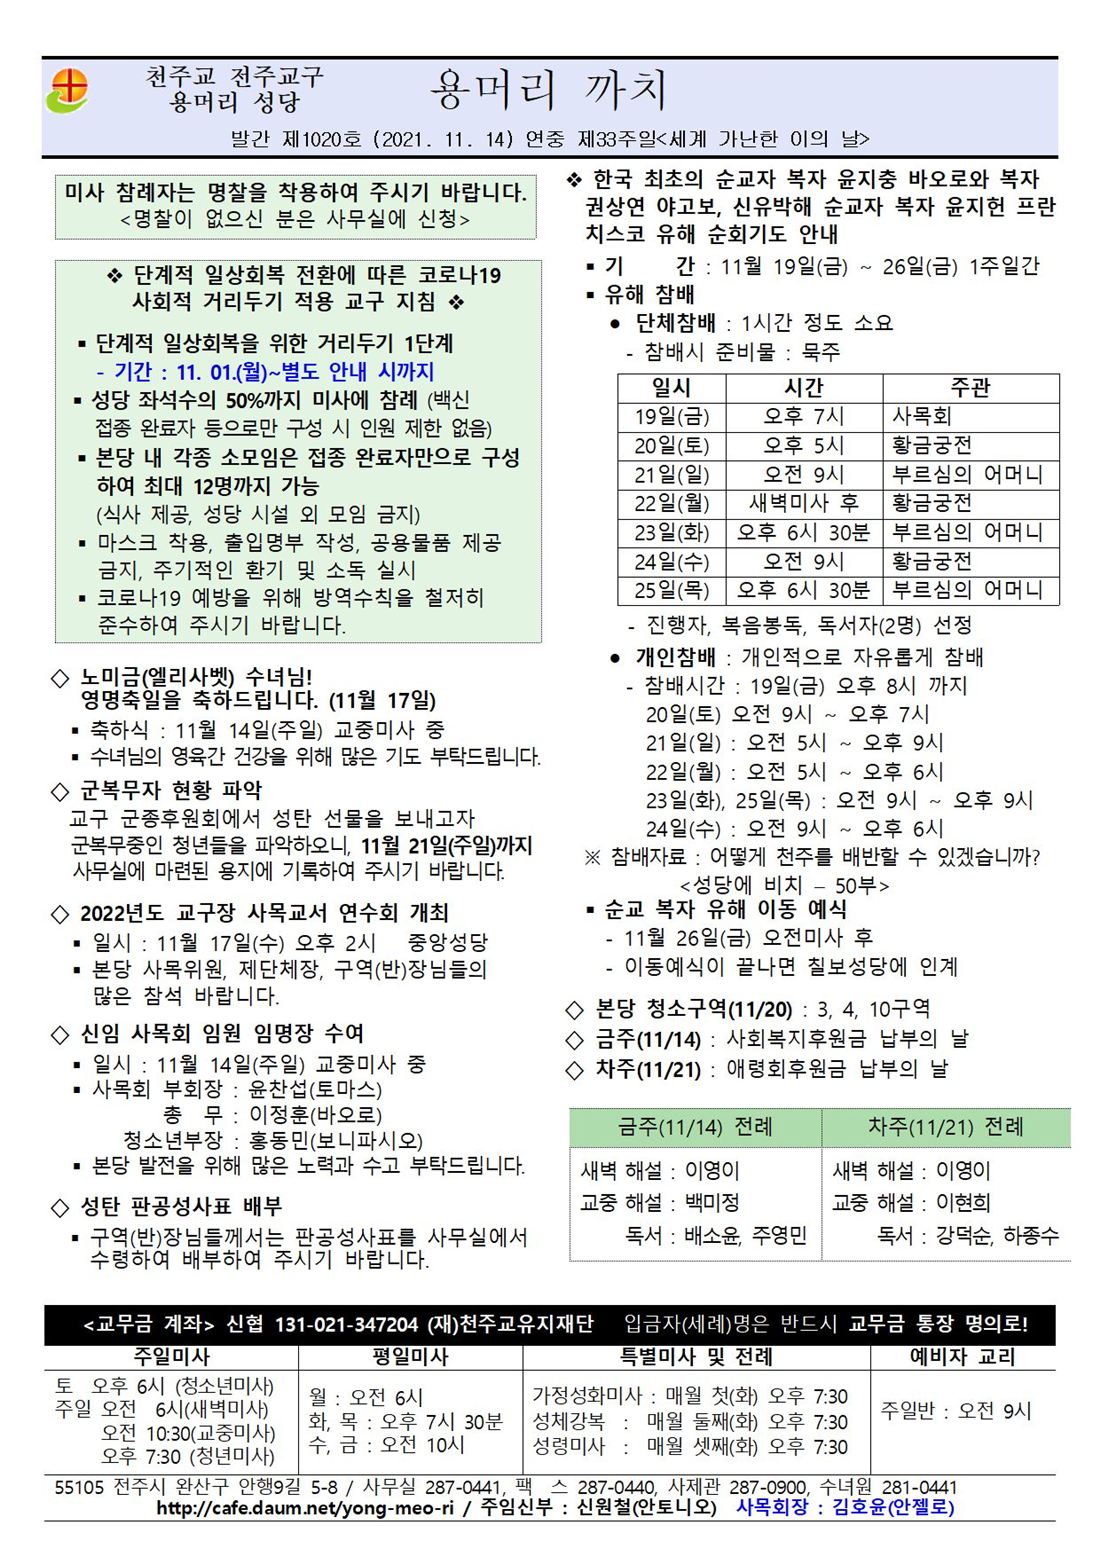 천주교 전주교구
용머리 성당
용머리 까치
발간 제1020호 (2021. 11. 14) 연중 제33주일<세계 가난한 이의 날>
미사 참례자는 명찰을 착용하여 주시기 바랍니다.
<명찰이 없으신 분은 사무실에 신청>
❖ 단계적 일상회복 전환에 따른 코로나19
사회적 거리두기 적용 교구 지침 ❖
▪ 단계적 일상회복을 위한 거리두기 1단계
- 기간 : 11. 01.(월)~별도 안내 시까지
▪ 성당 좌석수의 50%까지 미사에 참례 (백신
접종 완료자 등으로만 구성 시 인원 제한 없음)
▪ 본당 내 각종 소모임은 접종 완료자만으로 구성
하여 최대 12명까지 가능
(식사 제공, 성당 시설 외 모임 금지)
▪ 마스크 착용, 출입명부 작성, 공용물품 제공
금지, 주기적인 환기 및 소독 실시
▪ 코로나19 예방을 위해 방역수칙을 철저히
준수하여 주시기 바랍니다.
◇ 노미금(엘리사벳) 수녀님!
영명축일을 축하드립니다. (11월 17일)
▪ 축하식 : 11월 14일(주일) 교중미사 중
▪ 수녀님의 영육간 건강을 위해 많은 기도 부탁드립니다.
◇ 군복무자 현황 파악
교구 군종후원회에서 성탄 선물을 보내고자
군복무중인 청년들을 파악하오니, 11월 21일(주일)까지
사무실에 마련된 용지에 기록하여 주시기 바랍니다.
◇ 2022년도 교구장 사목교서 연수회 개최
▪ 일시 : 11월 17일(수) 오후 2시 중앙성당
▪ 본당 사목위원, 제단체장, 구역(반)장님들의
많은 참석 바랍니다.
◇ 신임 사목회 임원 임명장 수여
▪ 일시 : 11월 14일(주일) 교중미사 중
▪ 사목회 부회장 : 윤찬섭(토마스)
총 무 : 이정훈(바오로)
청소년부장 : 홍동민(보니파시오)
▪ 본당 발전을 위해 많은 노력과 수고 부탁드립니다.
◇ 성탄 판공성사표 배부
▪ 구역(반)장님들께서는 판공성사표를 사무실에서
수령하여 배부하여 주시기 바랍니다.
❖ 한국 최초의 순교자 복자 윤지충 바오로와 복자
권상연 야고보, 신유박해 순교자 복자 윤지헌 프란
치스코 유해 순회기도 안내
▪ 기 간 : 11월 19일(금) ~ 26일(금) 1주일간
▪ 유해 참배
● 단체참배 : 1시간 정도 소요
- 참배시 준비물 : 묵주
일시 시간 주관
19일(금) 오후 7시 사목회
20일(토) 오후 5시 황금궁전
21일(일) 오전 9시 부르심의 어머니
22일(월) 새벽미사 후 황금궁전
23일(화) 오후 6시 30분 부르심의 어머니
24일(수) 오전 9시 황금궁전
25일(목) 오후 6시 30분 부르심의 어머니
- 진행자, 복음봉독, 독서자(2명) 선정
● 개인참배 : 개인적으로 자유롭게 참배
- 참배시간 : 19일(금) 오후 8시 까지
20일(토) 오전 9시 ~ 오후 7시
21일(일) : 오전 5시 ~ 오후 9시
22일(월) : 오전 5시 ~ 오후 6시
23일(화), 25일(목) : 오전 9시 ~ 오후 9시
24일(수) : 오전 9시 ~ 오후 6시
※ 참배자료 : 어떻게 천주를 배반할 수 있겠습니까?
<성당에 비치 – 50부>
▪ 순교 복자 유해 이동 예식
- 11월 26일(금) 오전미사 후
- 이동예식이 끝나면 칠보성당에 인계
◇ 본당 청소구역(11/20) : 3, 4, 10구역
◇ 금주(11/14) : 사회복지후원금 납부의 날
◇ 차주(11/21) : 애령회후원금 납부의 날
금주(11/14) 전례 차주(11/21) 전례
새벽 해설 : 이영이 새벽 해설 : 이영이
교중 해설 : 백미정 교중 해설 : 이현희
독서 : 배소윤, 주영민 독서 : 강덕순, 하종수
<교무금 계좌> 신협 131-021-347204 (재)천주교유지재단 입금자(세례)명은 반드시 교무금 통장 명의로!
주일미사 평일미사 특별미사 및 전례 예비자 교리
토 오후 6시 (청소년미사)
주일 오전 6시(새벽미사)
오전 10:30(교중미사)
오후 7:30 (청년미사)
월 : 오전 6시
화, 목 : 오후 7시 30분
수, 금 : 오전 10시
가정성화미사 : 매월 첫(화) 오후 7:30
성체강복 : 매월 둘째(화) 오후 7:30
성령미사 : 매월 셋째(화) 오후 7:30
주일반 : 오전 9시
55105 전주시 완산구 안행9길 5-8 / 사무실 287-0441, 팩 스 287-0440, 사제관 287-0900, 수녀원 281-0441
http://cafe.daum.net/yong-meo-ri / 주임신부 : 신원철(안토니오) 사목회장 : 김호윤(안젤로)